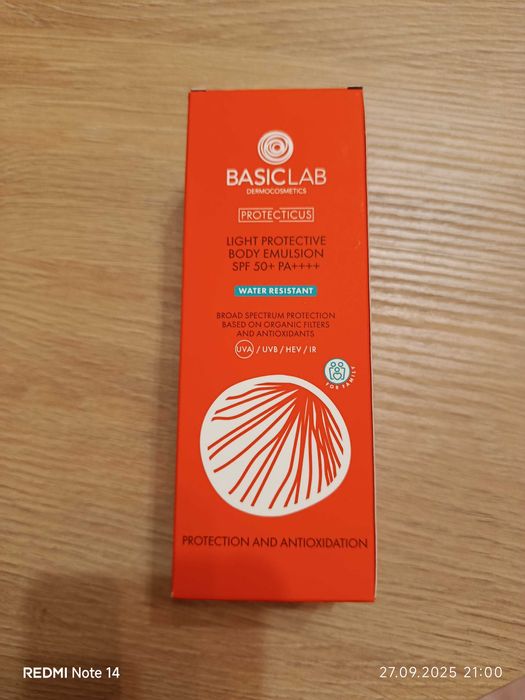 BASICLAB
DERMOCOSMETICS
PROTECTICUS
LIGHT PROTECTIVE
BODY EMULSION
SPF 50+ PA++++
WATER RESISTANT
BROAD SPECTRUM PROTECTION
BASED ON ORGANIC FILTERS
AND ANTIOXIDANTS
UVA / UVB / HEV / IR
FOR FAMILY
PROTECTION AND ANTIOXIDATION
REDMI Note 14
27.09.2025 21:00